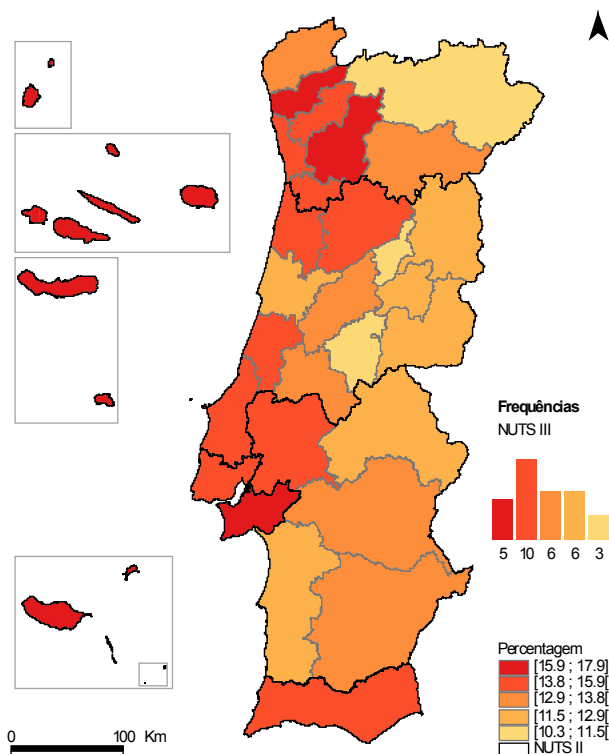 Frequências
NUTS III
5 10 6 6 3
Percentagem
[15.9 ; 17.9]
[13.8 ; 15.9[
[12.9 ; 13.8[
[11.5 ; 12.9[
[10.3 ; 11.5[
NUTS II
0 100 Km